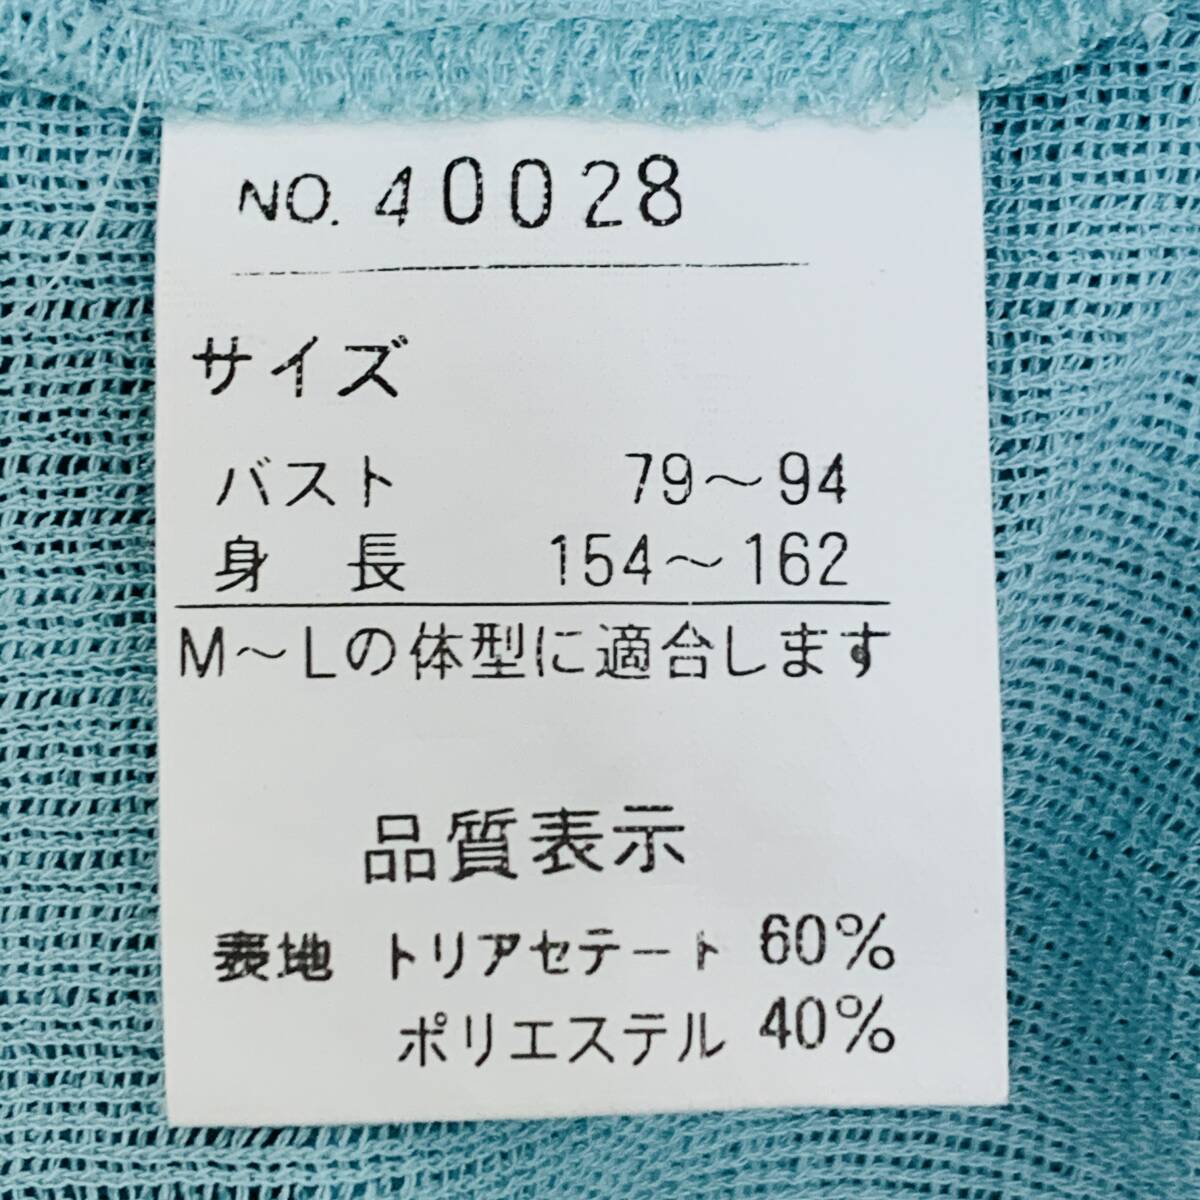 NO. 40028
サイズ
バスト 79～94
身 長 154～162
M～Lの体型に適合します
品質表示
表地 トリアセテート 60%
ポリエステル 40%